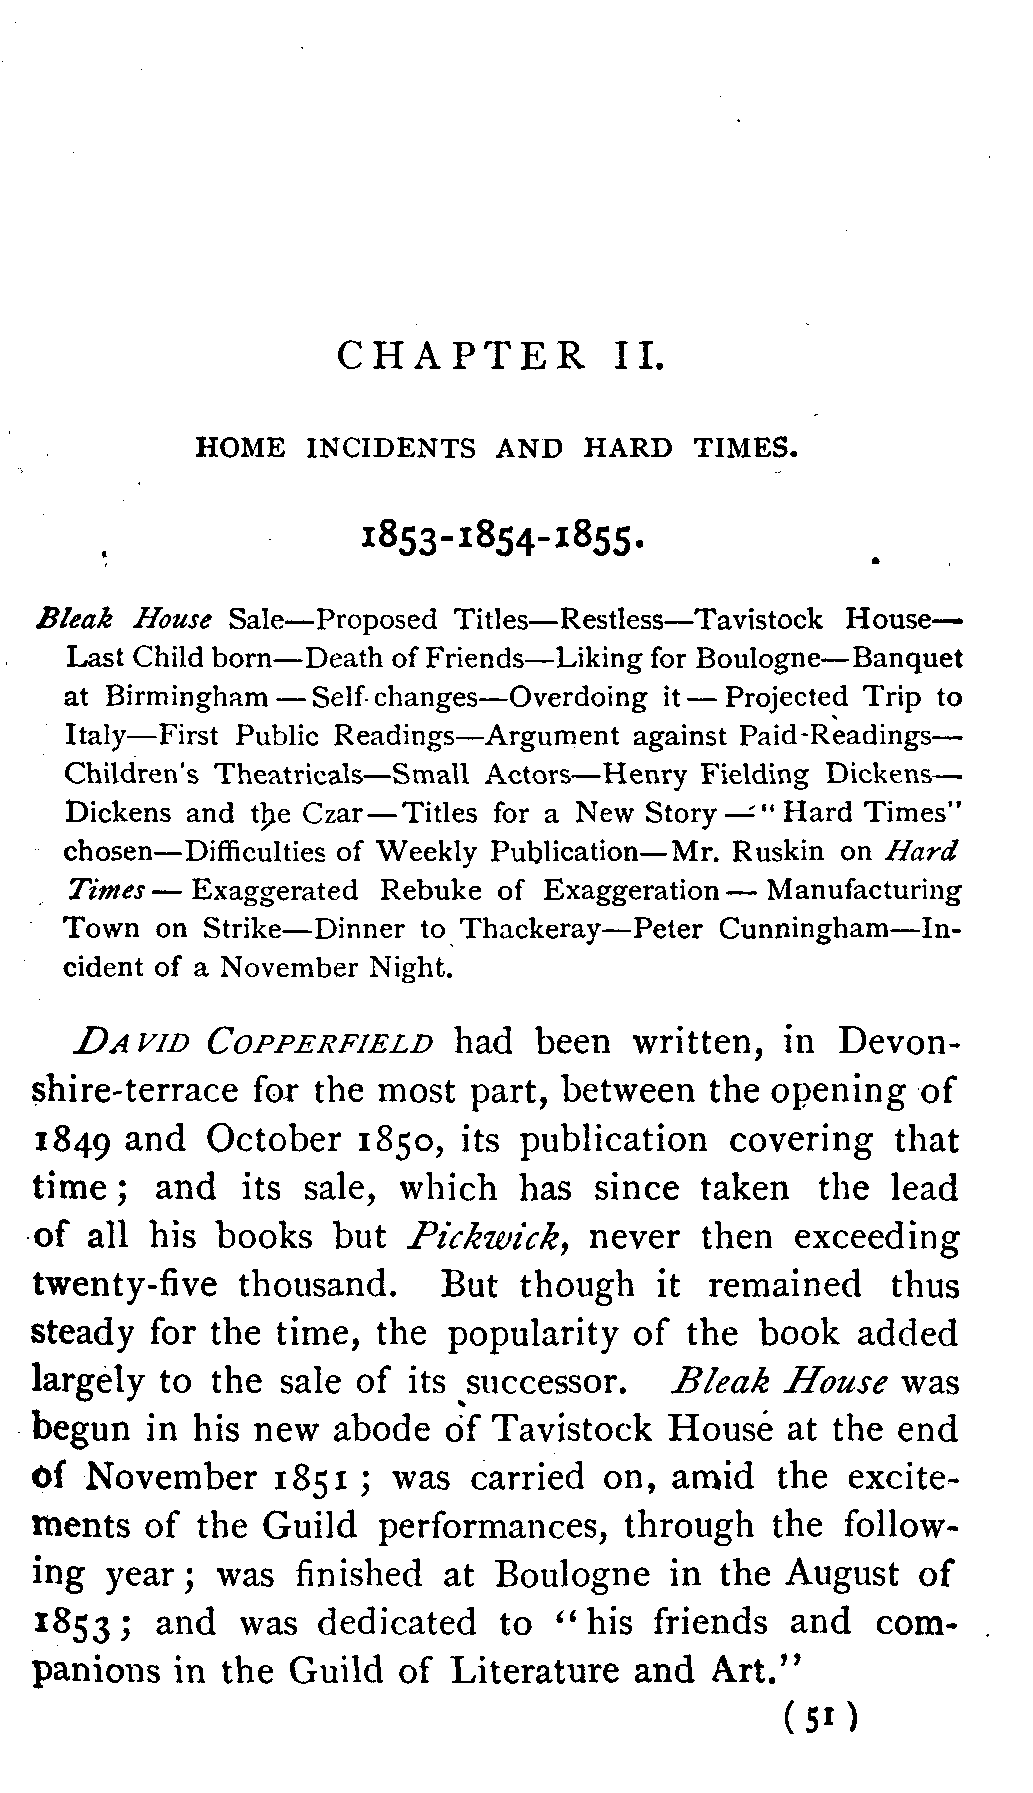 CHAPTER II.
HOME INCIDENTS AND HARD TIMES.
1853-1854-1855.
Bleak House Sale—Proposed Titles—Restless—Tavistock House—
Last Child born—Death of Friends—Liking for Boulogne—Banquet
at Birmingham — Self-changes—Overdoing it — Projected Trip to
Italy—First Public Readings—Argument against Paid-Readings—
Children's Theatricals—Small Actors—Henry Fielding Dickens—
Dickens and the Czar—Titles for a New Story —" Hard Times"
chosen—Difficulties of Weekly Publication—Mr. Ruskin on Hard
Times — Exaggerated Rebuke of Exaggeration — Manufacturing
Town on Strike—Dinner to Thackeray—Peter Cunningham—In-
cident of a November Night.
DAVID COPPERFIELD had been written, in Devon-
shire-terrace for the most part, between the opening of
1849 and October 1850, its publication covering that
time ; and its sale, which has since taken the lead
of all his books but Pickwick, never then exceeding
twenty-five thousand. But though it remained thus
steady for the time, the popularity of the book added
largely to the sale of its successor. Bleak House was
begun in his new abode of Tavistock House at the end
of November 1851 ; was carried on, amid the excite-
ments of the Guild performances, through the follow-
ing year ; was finished at Boulogne in the August of
1853 ; and was dedicated to "his friends and com-
panions in the Guild of Literature and Art."
( 51 )